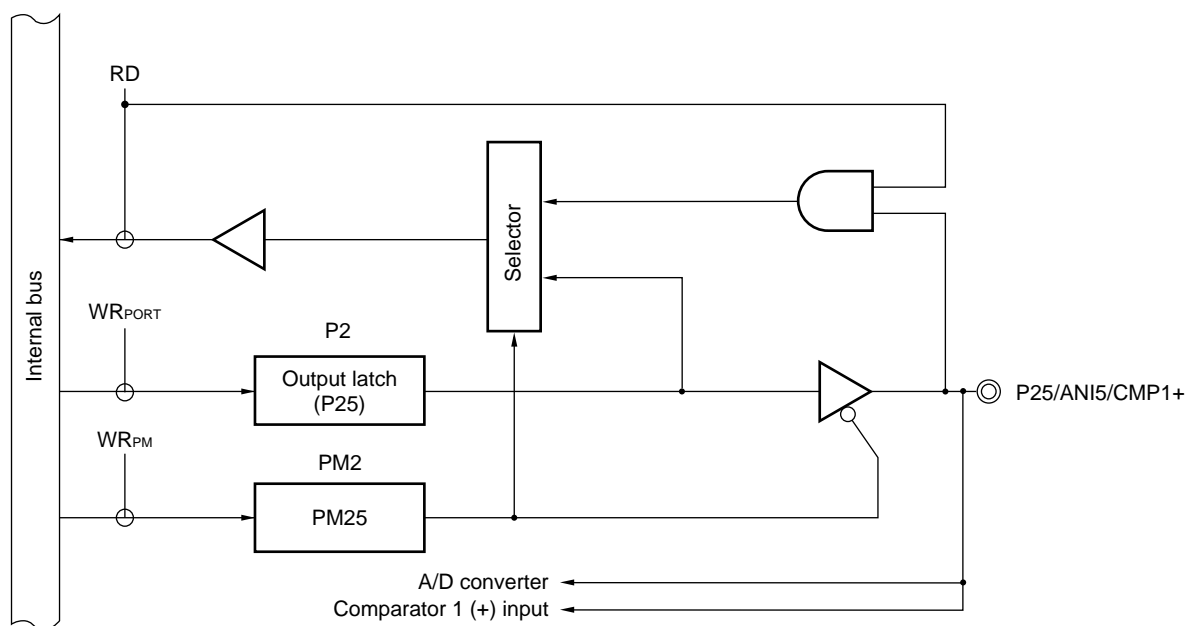 RD
Selector
Internal bus
WRPORT
P2
Output latch
(P25)
P25/ANI5/CMP1+
WRPM
PM2
PM25
A/D converter
Comparator 1 (+) input